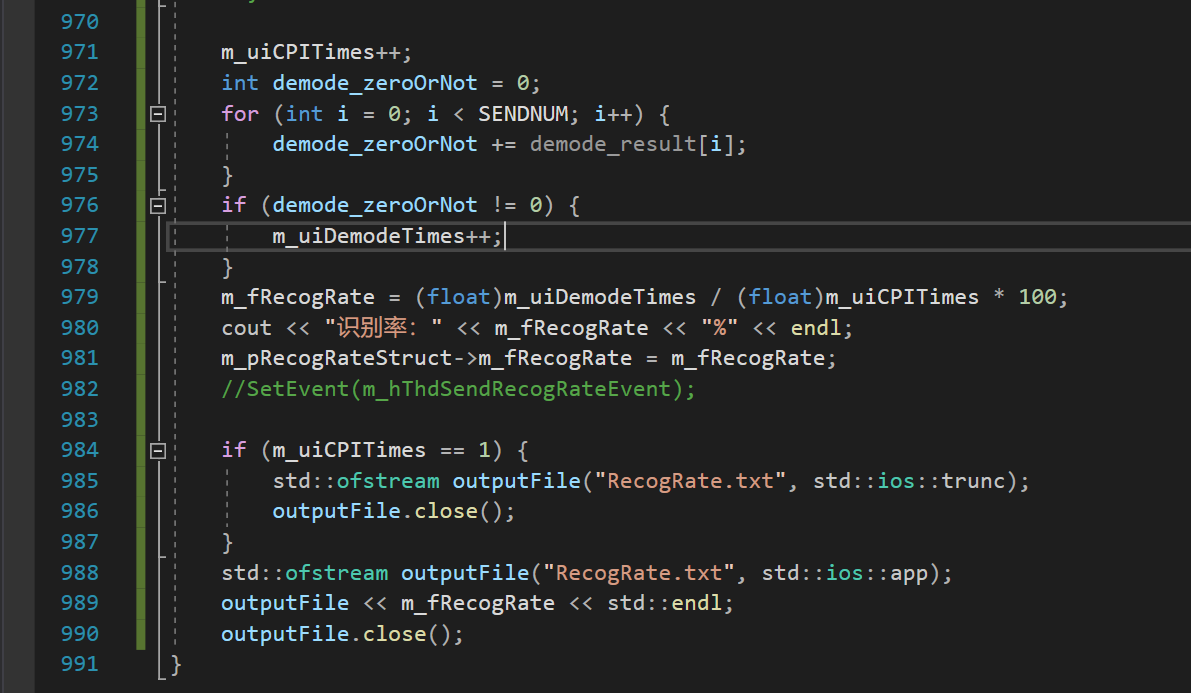 970
971 m_uiCPITimes++;
972 int demode_zeroOrNot = 0;
973 for (int i = 0; i < SENDNUM; i++) {
974 demode_zeroOrNot += demode_result[i];
975 }
976 if (demode_zeroOrNot != 0) {
977 m_uiDemodeTimes++;
978 }
979 m_fRecogRate = (float)m_uiDemodeTimes / (float)m_uiCPITimes * 100;
980 cout << "识别率：" << m_fRecogRate << "%" << endl;
981 m_pRecogRateStruct->m_fRecogRate = m_fRecogRate;
982 //SetEvent(m_hThdSendRecogRateEvent);
983
984 if (m_uiCPITimes == 1) {
985 std::ofstream outputFile("RecogRate.txt", std::ios::trunc);
986 outputFile.close();
987 }
988 std::ofstream outputFile("RecogRate.txt", std::ios::app);
989 outputFile << m_fRecogRate << std::endl;
990 outputFile.close();
991 }